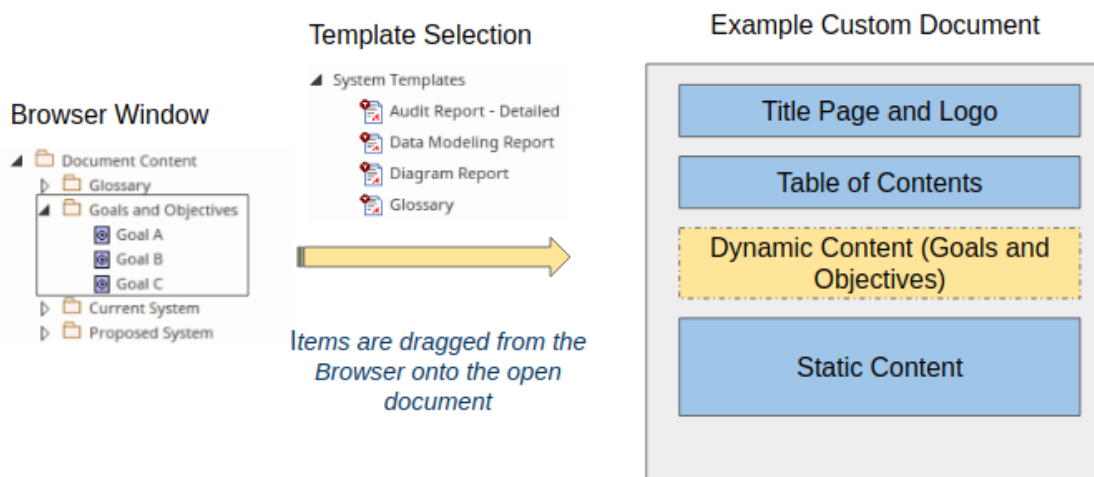 Browser Window
Document Content
Glossary
Goals and Objectives
Goal A
Goal B
Goal C
Current System
Proposed System
Template Selection
System Templates
Audit Report - Detailed
Data Modeling Report
Diagram Report
Glossary
Items are dragged from the
Browser onto the open
document
Example Custom Document
Title Page and Logo
Table of Contents
Dynamic Content (Goals and
Objectives)
Static Content